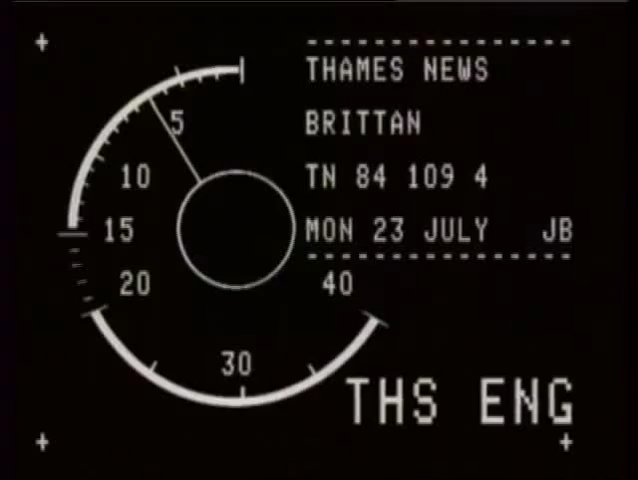 THAMES NEWS
BRITTAN
TN 84 109 4
MON 23 JULY JB
5
10
15
20
30
40
THS ENG